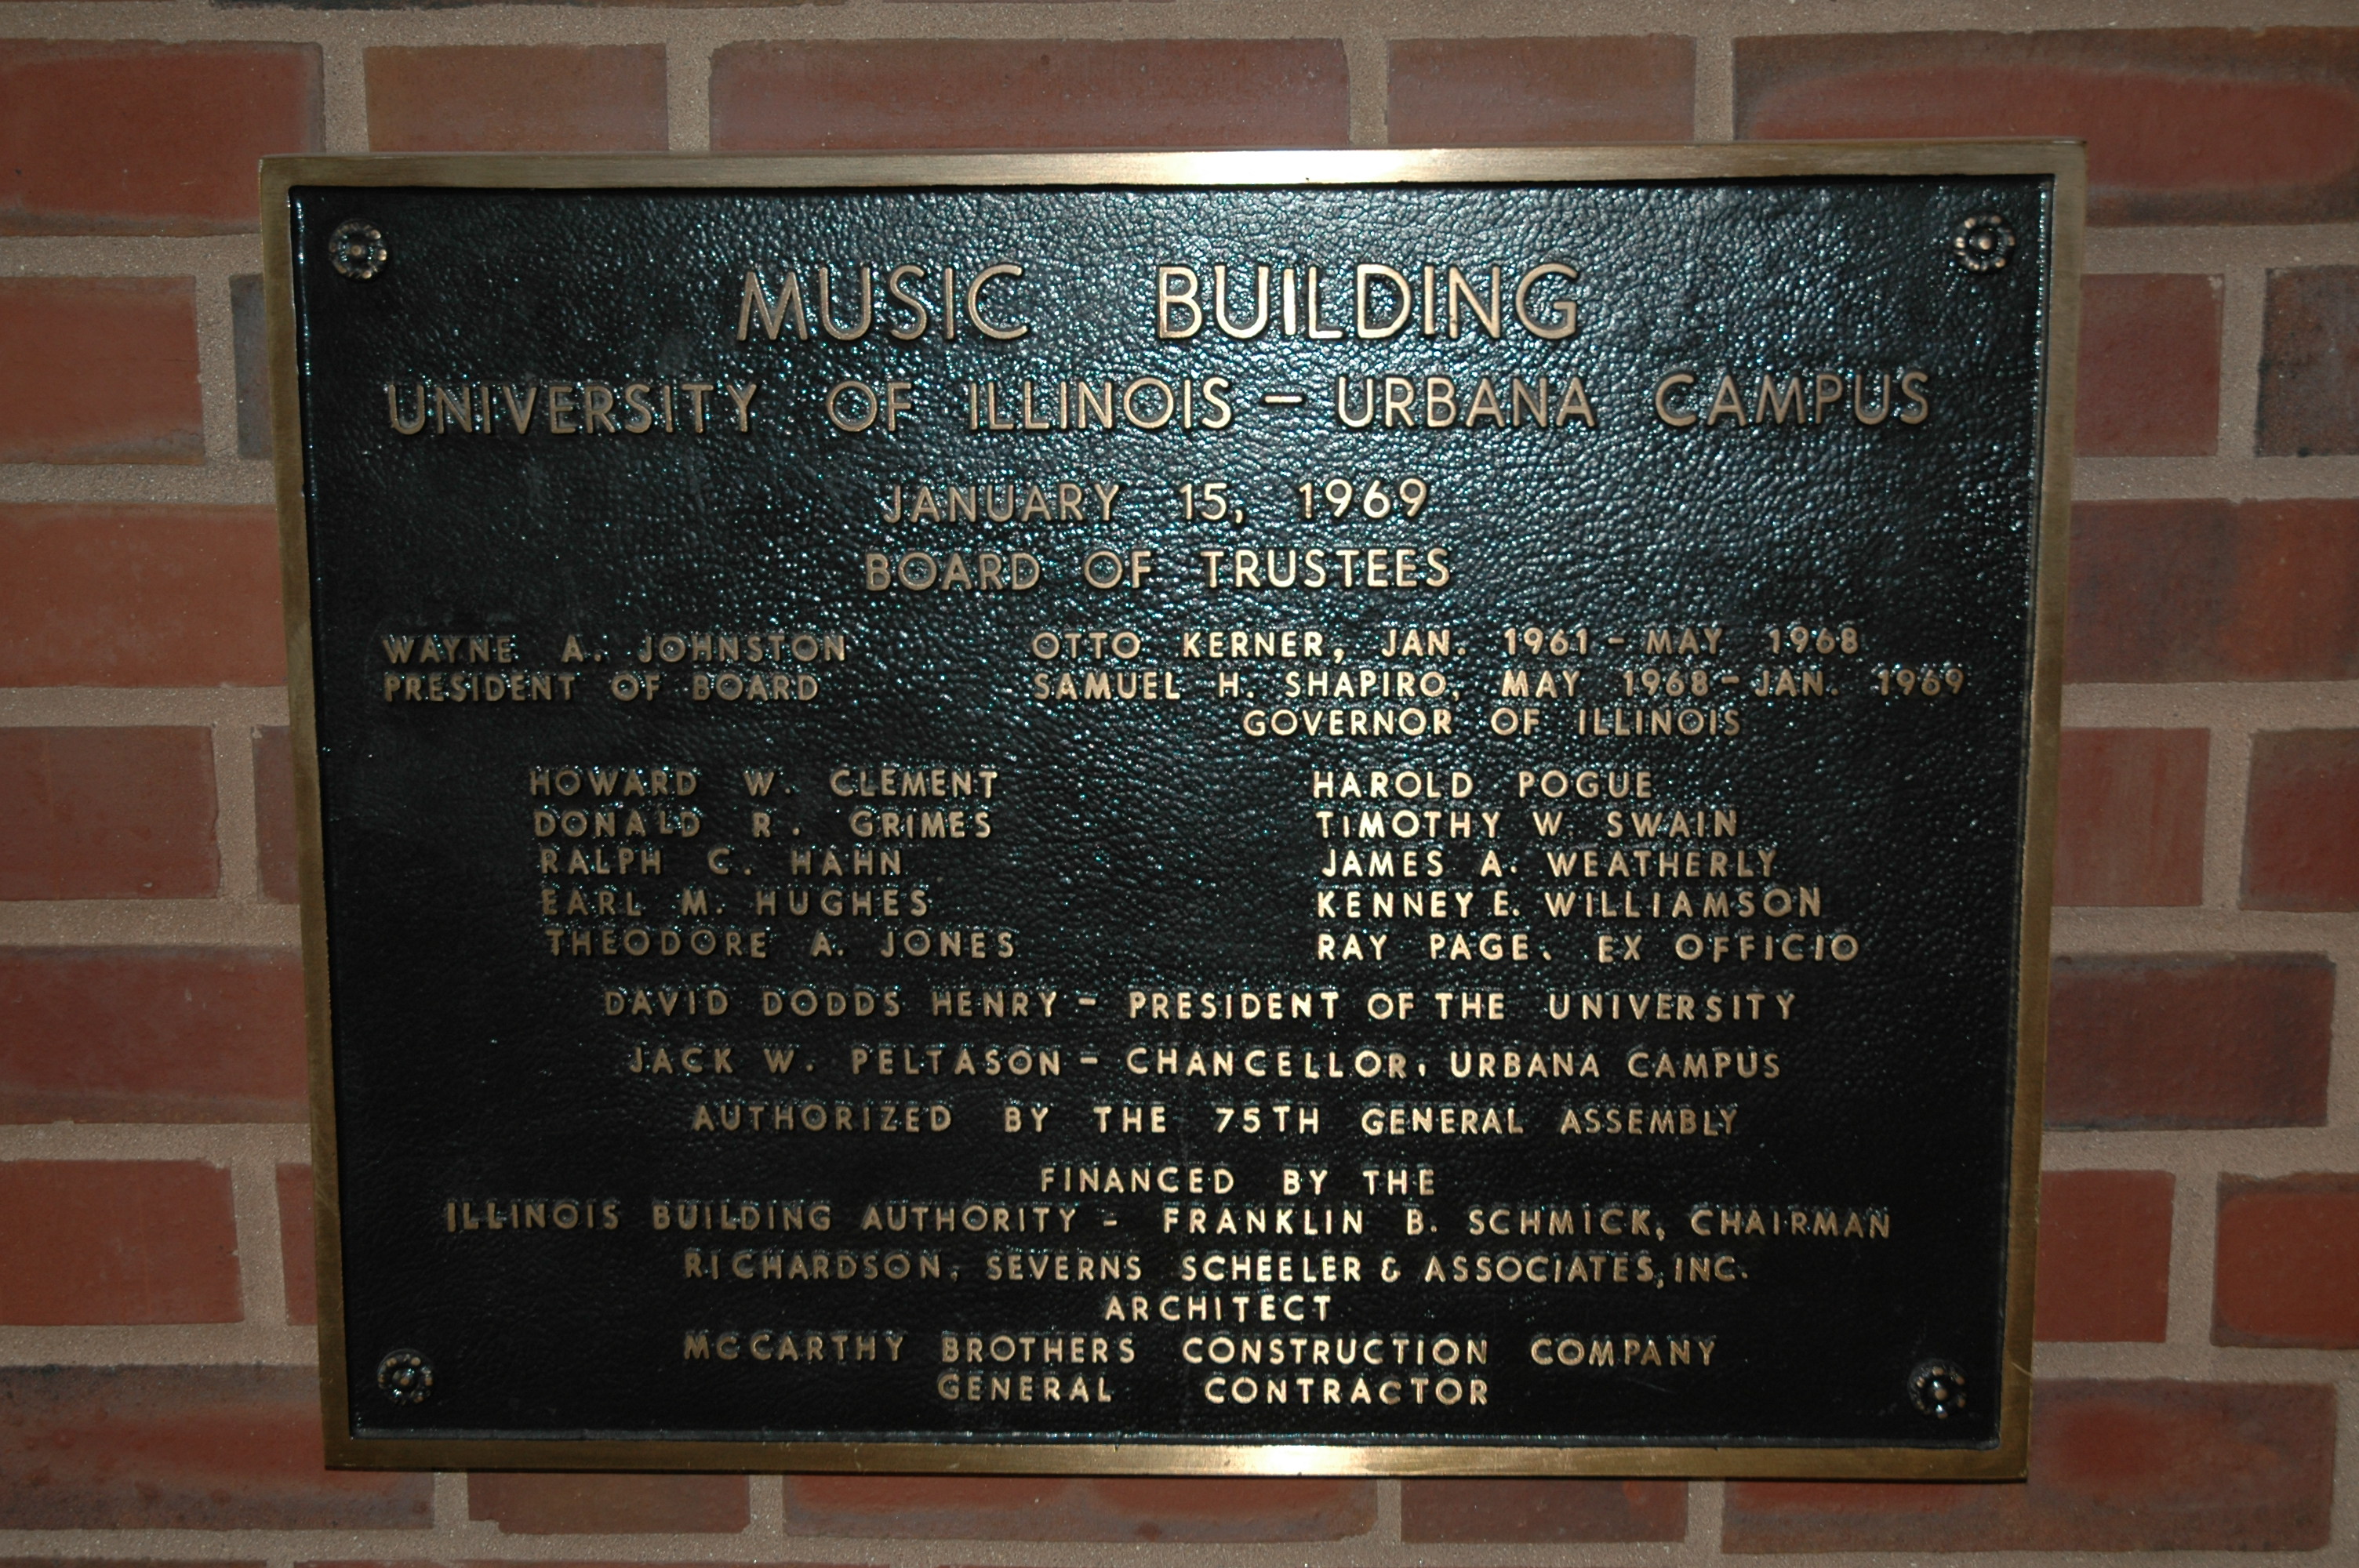 MUSIC BUILDING
UNIVERSITY OF ILLINOIS – URBANA CAMPUS
JANUARY 15, 1969
BOARD OF TRUSTEES
WAYNE A. JOHNSTON
PRESIDENT OF BOARD
OTTO KERNER, JAN. 1961 – MAY 1968
SAMUEL H. SHAPIRO, MAY 1968 – JAN. 1969
GOVERNOR OF ILLINOIS
HOWARD W. CLEMENT
DONALD R. GRIMES
RALPH C. HAHN
EARL M. HUGHES
THEODORE A. JONES
HAROLD POGUE
TIMOTHY W. SWAIN
JAMES A. WEATHERLY
KENNEY E. WILLIAMSON
RAY PAGE, EX OFFICIO
DAVID DODDS HENRY – PRESIDENT OF THE UNIVERSITY
JACK W. PELTASON – CHANCELLOR, URBANA CAMPUS
AUTHORIZED BY THE 75TH GENERAL ASSEMBLY
FINANCED BY THE
ILLINOIS BUILDING AUTHORITY – FRANKLIN B. SCHMICK, CHAIRMAN
RICHARDSON, SEVERNS SCHEELER & ASSOCIATES, INC.
ARCHITECT
MCCARTHY BROTHERS CONSTRUCTION COMPANY
GENERAL CONTRACTOR